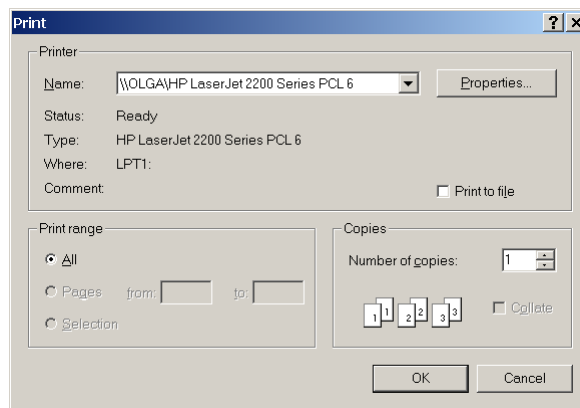 Print
Printer
Name: \\OLGA\HP LaserJet 2200 Series PCL 6 Properties...
Status: Ready
Type: HP LaserJet 2200 Series PCL 6
Where: LPT1:
Comment:
Print to file
Print range
All
Pages from: to:
Selection
Copies
Number of copies: 1
1 1 2 2 3 3
Collate
OK Cancel